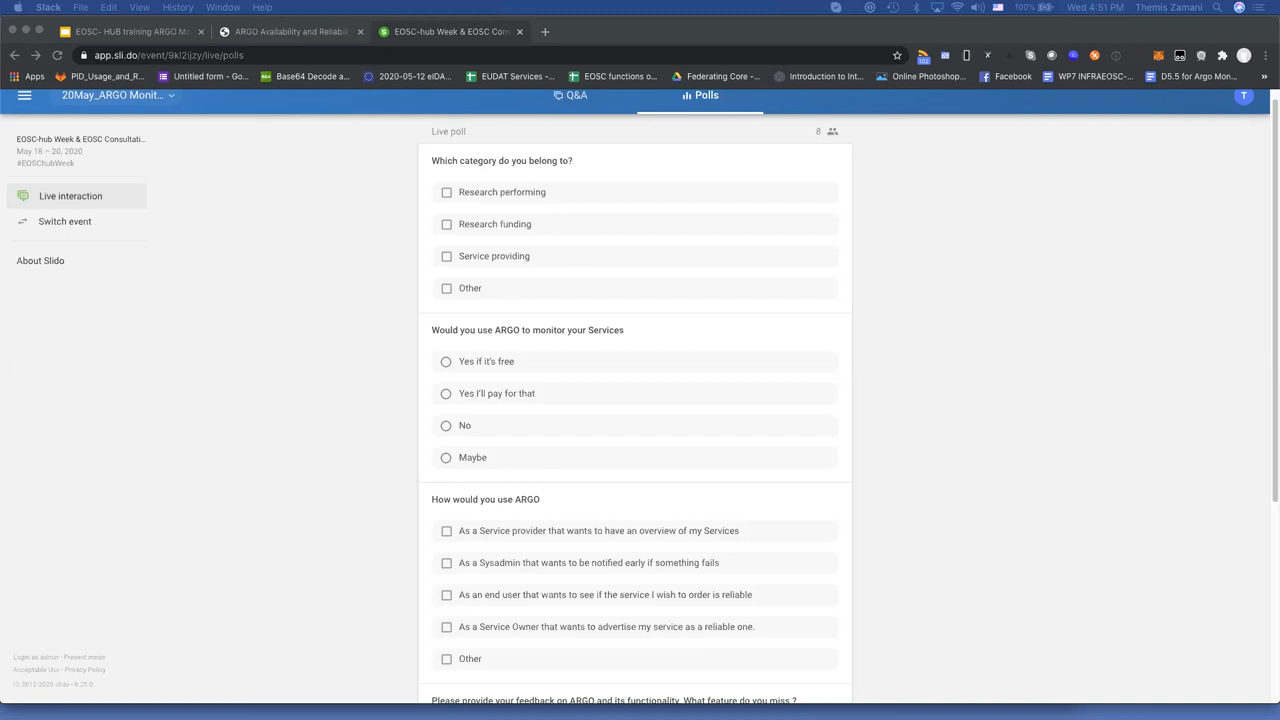 Slack File Edit View History Window Help 100% Wed 4:51 PM Themis Zamani
EOSC- HUB training ARGO Mo ARGO Availability and Reliabil EOSC-hub Week & EOSC Con
app.sli.do/event/9kl2ijzy/live/polls
102
Apps PID_Usage_and_R... Untitled form - Go... Base64 Decode a... 2020-05-12 eIDA... EUDAT Services -... EOSC functions o... Federating Core -... Introduction to Int... Online Photoshop... Facebook WP7 INFRAEOSC-... D5.5 for Argo Mon...
20May_ARGO Monit... Q&A Polls T
EOSC-hub Week & EOSC Consultati...
May 18 – 20, 2020
#EOSChubWeek
Live interaction
Switch event
About Slido
Live poll 8
Which category do you belong to?
Research performing
Research funding
Service providing
Other
Would you use ARGO to monitor your Services
Yes if it's free
Yes I'll pay for that
No
Maybe
How would you use ARGO
As a Service provider that wants to have an overview of my Services
As a Sysadmin that wants to be notified early if something fails
As an end user that wants to see if the service I wish to order is reliable
As a Service Owner that wants to advertise my service as a reliable one.
Other
Please provide your feedback on ARGO and its functionality. What feature do you miss ?
Login as admin - Present mode
Acceptable Use - Privacy Policy
© 2012-2020 slido - 6.25.0